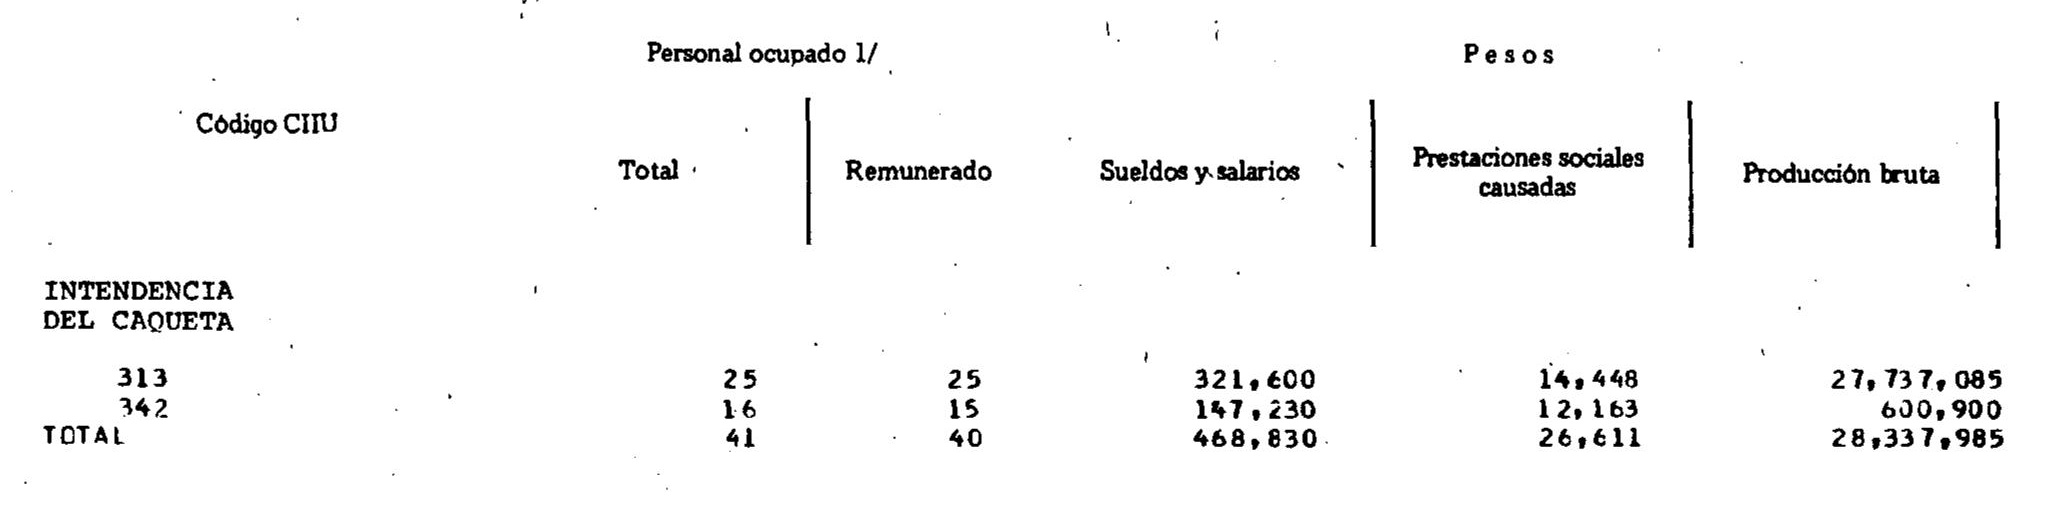 Personal ocupado 1/ Pesos
Código CIIU
Total Remunerado Sueldos y salarios Prestaciones sociales causadas Producción bruta
INTENDENCIA
DEL CAQUETA
313 25 25 321,600 14,448 27,737,085
342 16 15 147,230 12,163 600,900
TOTAL 41 40 468,830 26,611 28,337,985